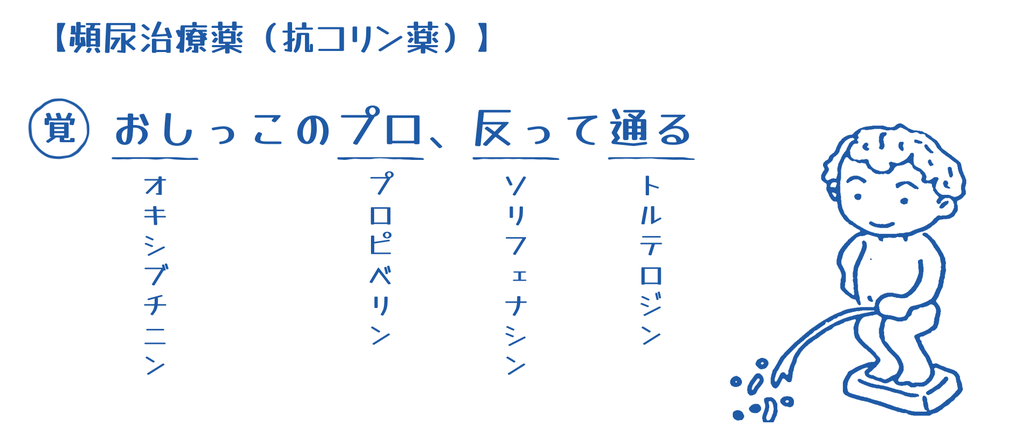 【頻尿治療薬（抗コリン薬）】
覚 おしっこのプロ、反って通る
オキシブチニン
プロピベリン
ソリフェナシン
トルテロジン